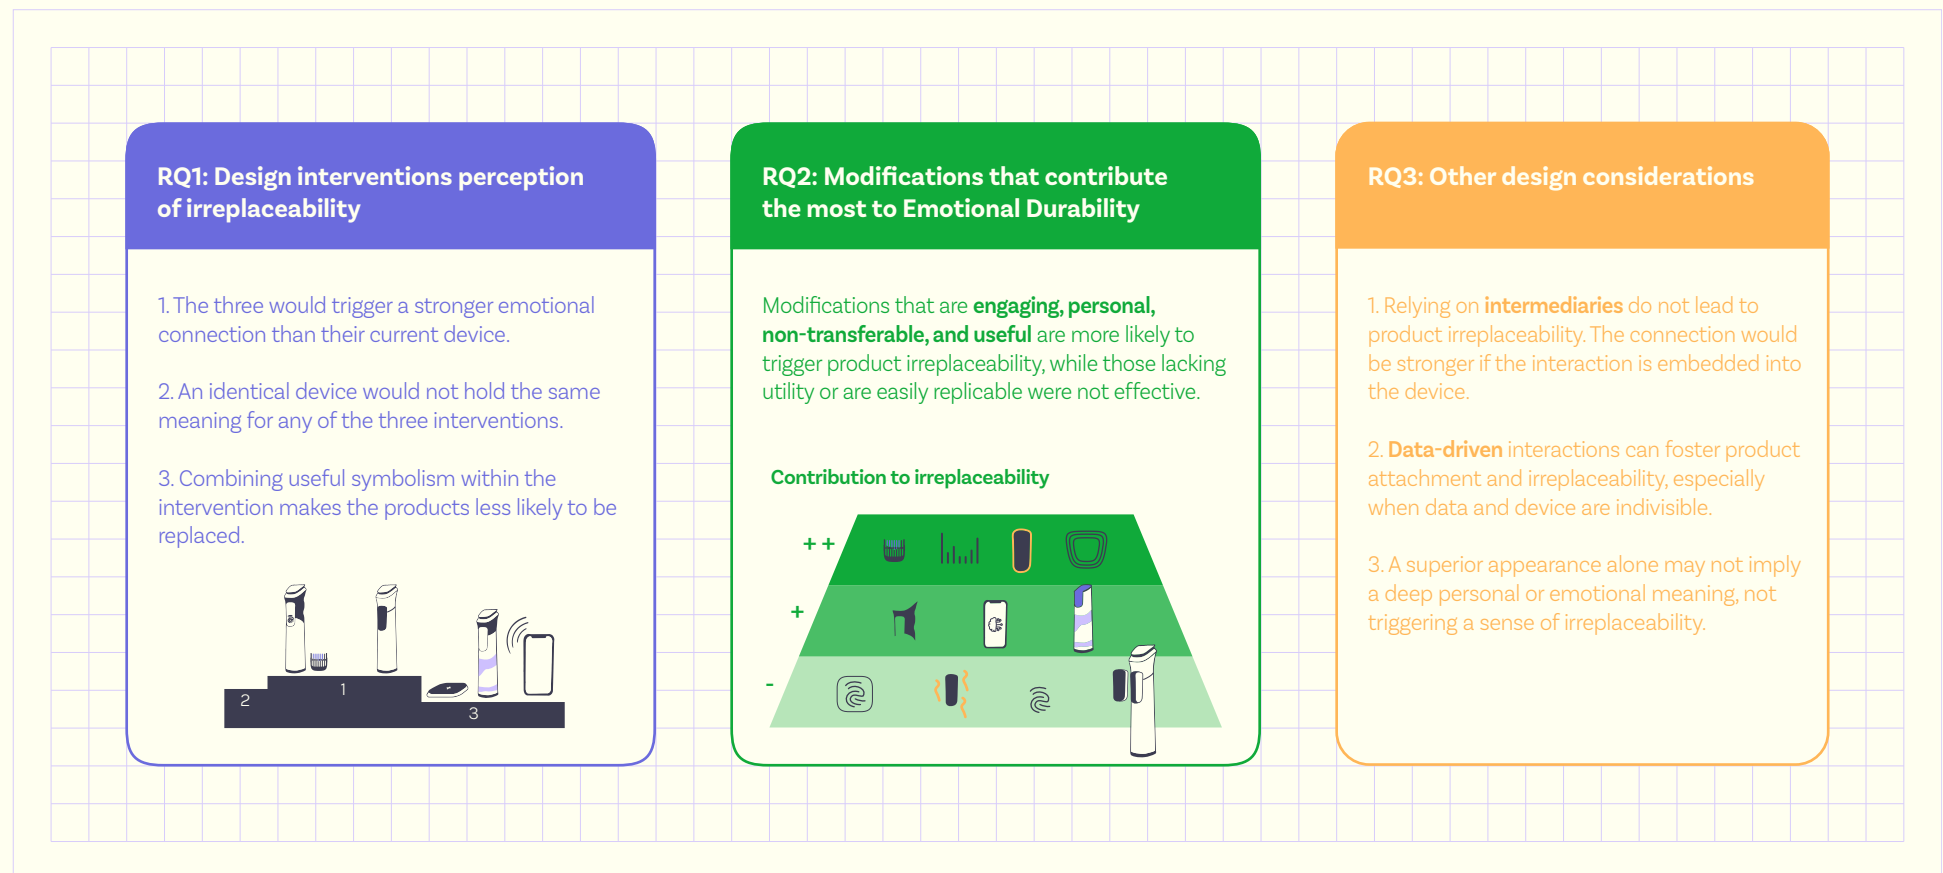 RQ1: Design interventions perception
of irreplaceability
1. The three would trigger a stronger emotional
connection than their current device.
2. An identical device would not hold the same
meaning for any of the three interventions.
3. Combining useful symbolism within the
intervention makes the products less likely to be
replaced.
2
1
3
RQ2: Modifications that contribute
the most to Emotional Durability
Modifications that are engaging, personal,
non-transferable, and useful are more likely to
trigger product irreplaceability, while those lacking
utility or are easily replicable were not effective.
Contribution to irreplaceability
++
+
-
RQ3: Other design considerations
1. Relying on intermediaries do not lead to
product irreplaceability. The connection would
be stronger if the interaction is embedded into
the device.
2. Data-driven interactions can foster product
attachment and irreplaceability, especially
when data and device are indivisible.
3. A superior appearance alone may not imply
a deep personal or emotional meaning, not
triggering a sense of irreplaceability.